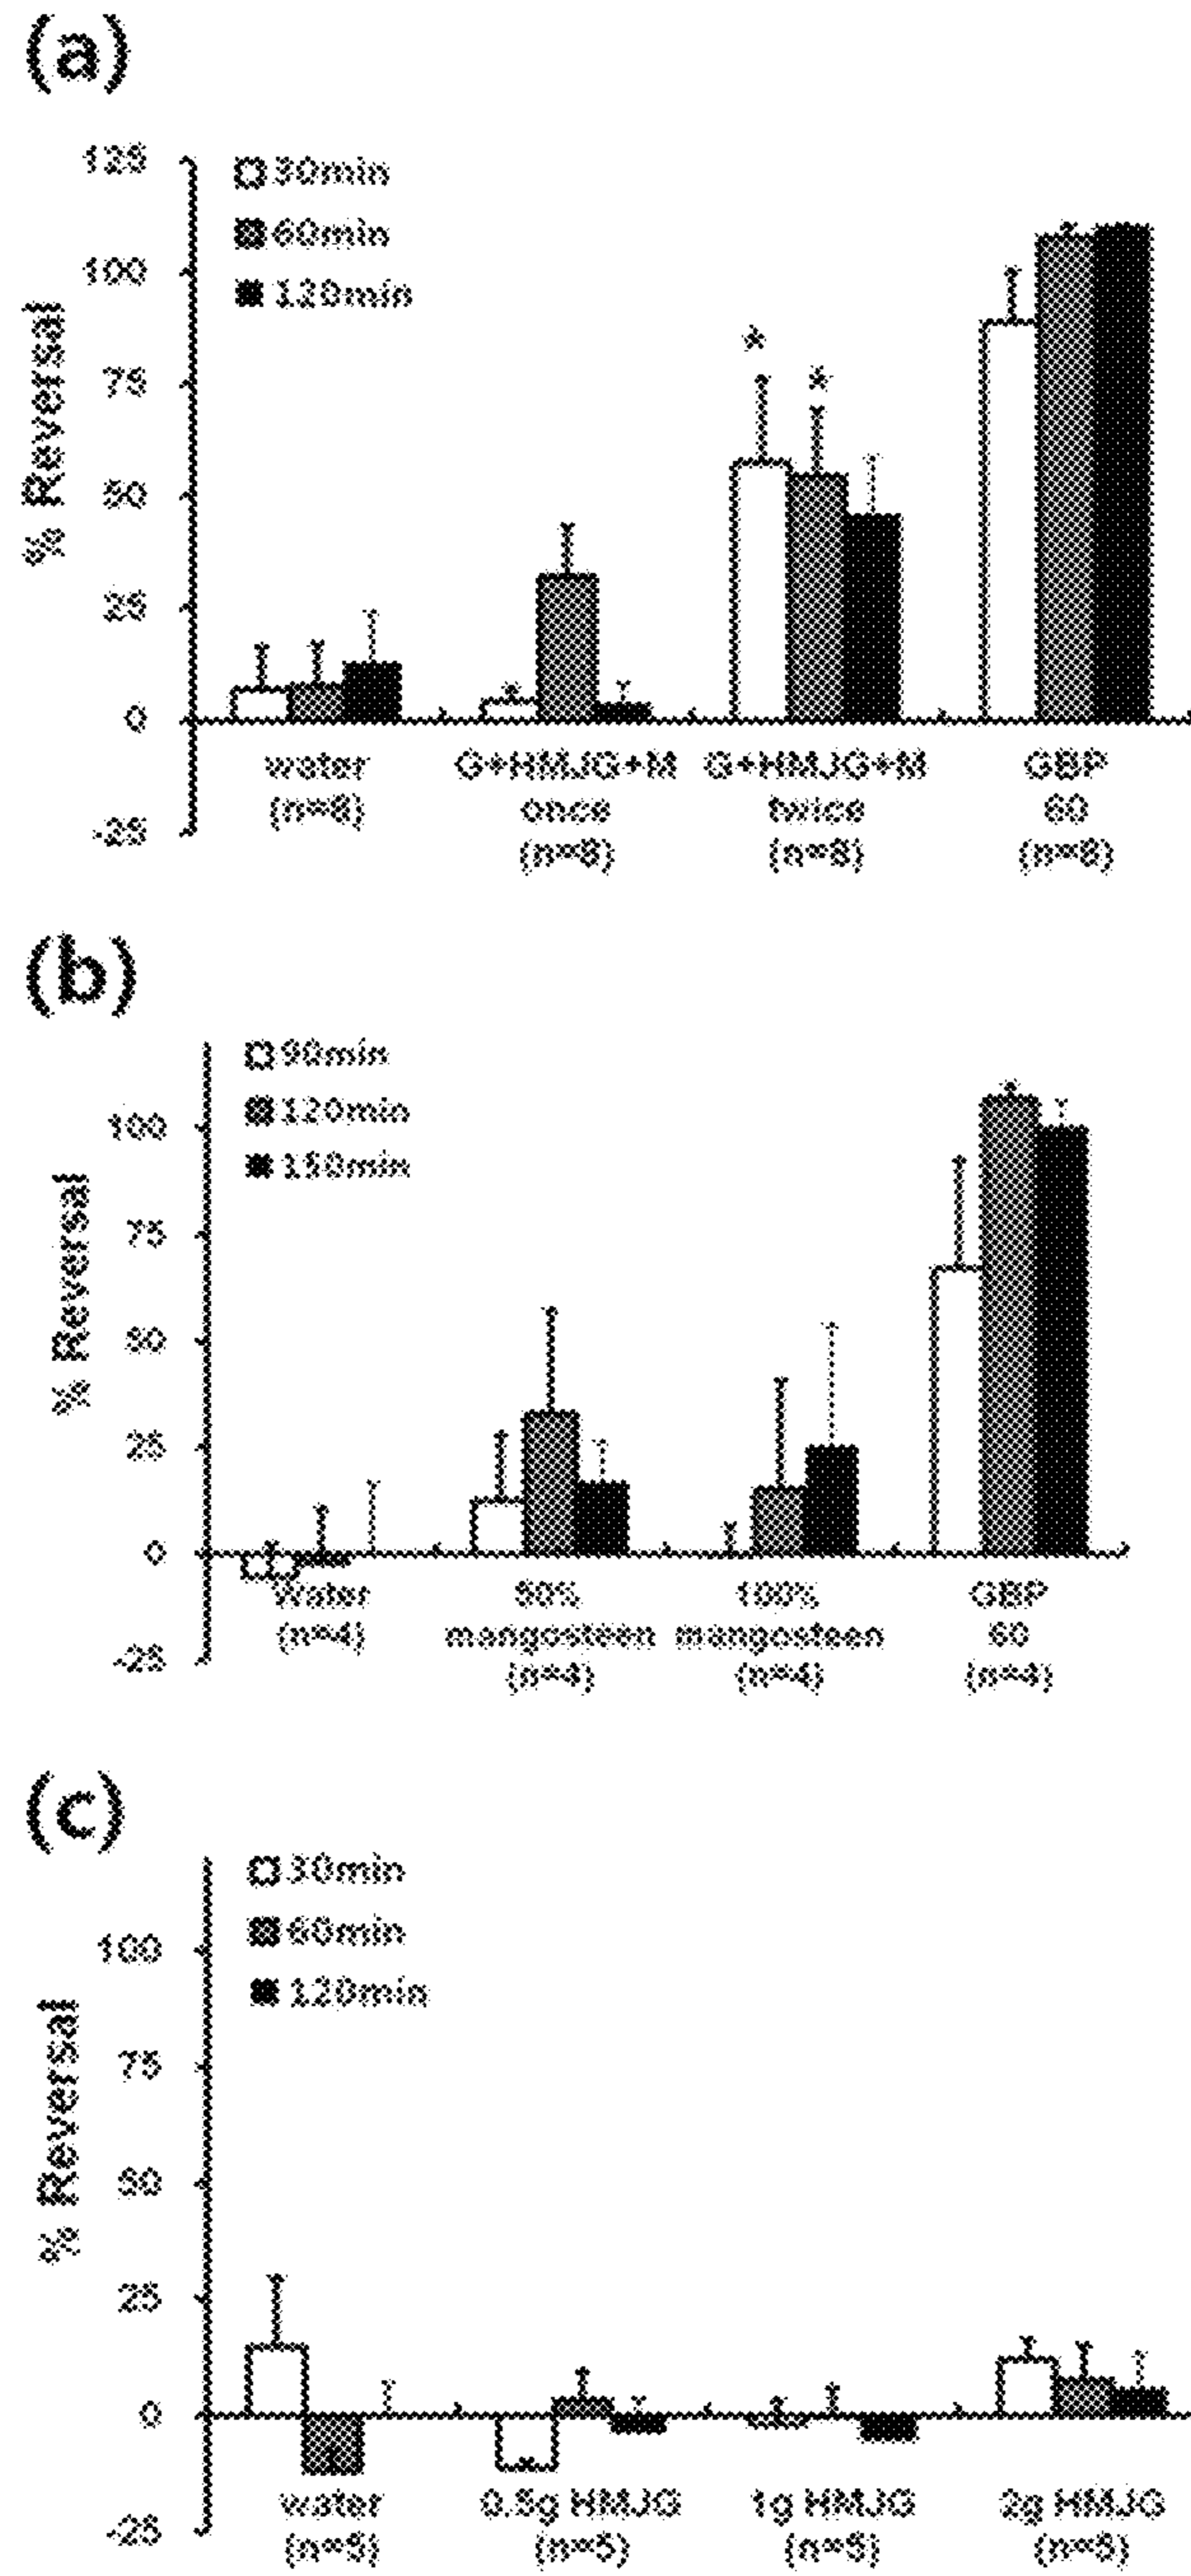 (a)
125
100
75
50
25
0
-25
% Reversal
30min
60min
120min
*
*
water G+HMJG+M G+HMJG+M GBP
(n=8) once twice 60
(n=8) (n=8) (n=8)
(b)
100
75
50
25
0
-25
% Reversal
90min
120min
150min
Water 50% 100% GBP
(n=4) mangosteen mangosteen 60
(n=4) (n=4) (n=4)
(c)
100
75
50
25
0
-25
% Reversal
30min
60min
120min
water 0.5g HMJG 1g HMJG 2g HMJG
(n=5) (n=5) (n=5) (n=5)